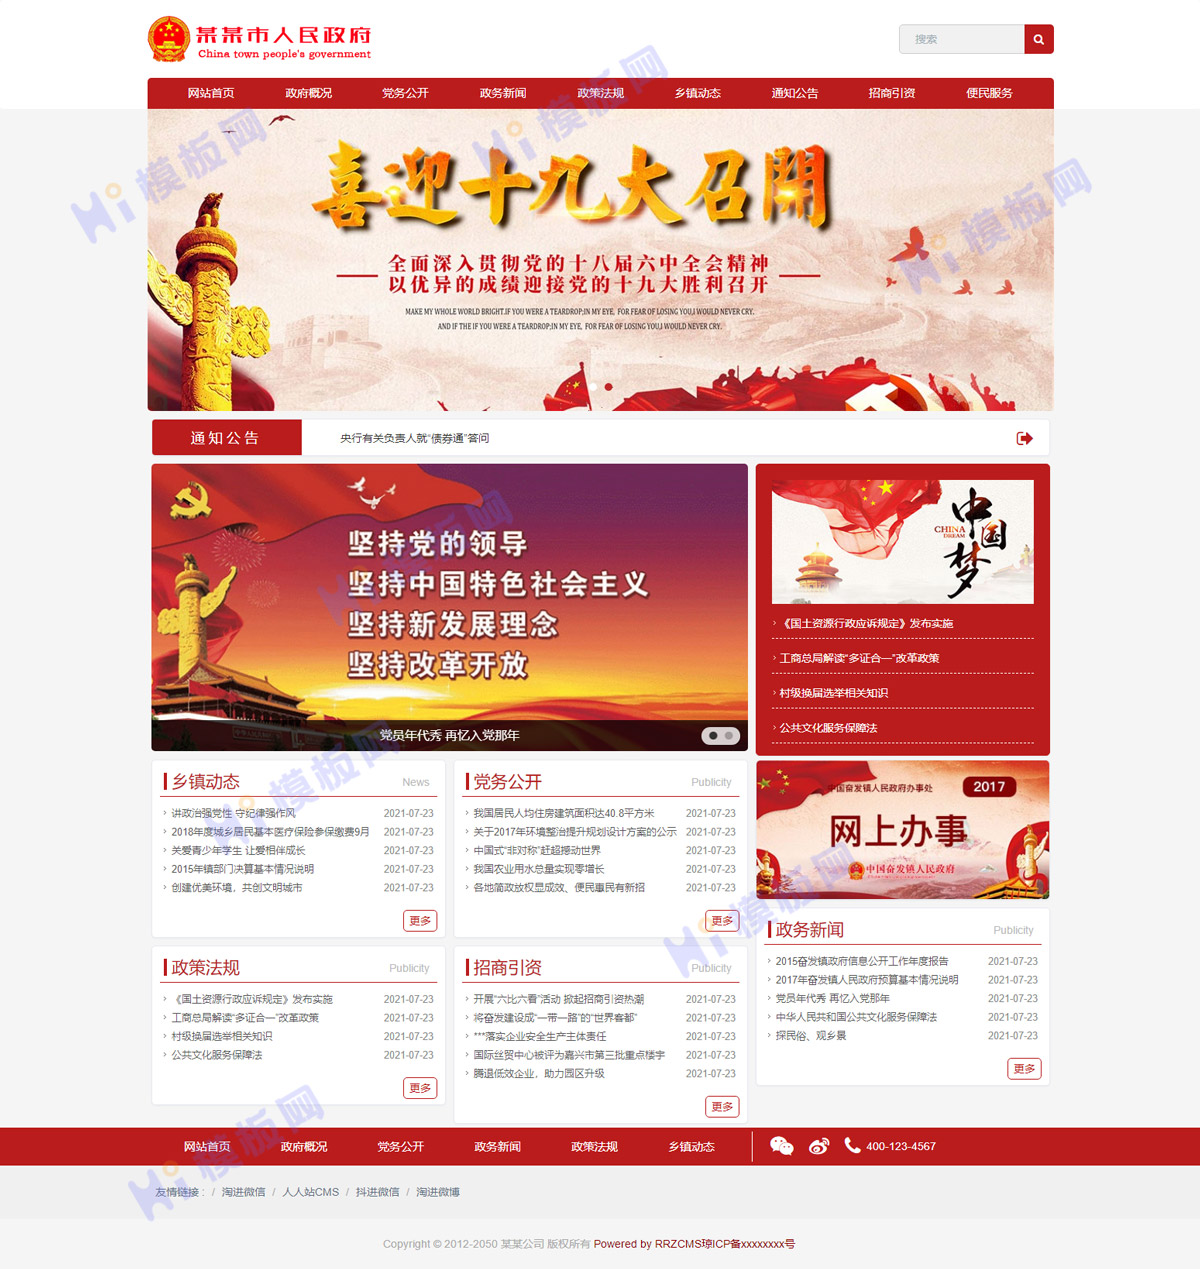 某某市人民政府
China town people's government
搜索
网站首页 政府概况 党务公开 政务新闻 政策法规 乡镇动态 通知公告 招商引资 便民服务
喜迎十九大召開
全面深入贯彻党的十八届六中全会精神
以优异的成绩迎接党的十九大胜利召开
MAKE MY WHOLE WORLD BRIGHT.IF YOU WERE A TEARDROP;IN MY EYE, FOR FEAR OF LOSING YOU,I WOULD NEVER CRY.
AND IF THE IF YOU WERE A TEARDROP;IN MY EYE, FOR FEAR OF LOSING YOU,I WOULD NEVER CRY.
通知公告 央行有关负责人就“债券通”答问
坚持党的领导
坚持中国特色社会主义
坚持新发展理念
坚持改革开放
党员年代秀 再忆入党那年
中国梦
CHINA
DREAM
《国土资源行政应诉规定》发布实施
工商总局解读“多证合一”改革政策
村级换届选举相关知识
公共文化服务保障法
乡镇动态 News
讲政治强党性 守纪律强作风 2021-07-23
2018年度城乡居民基本医疗保险参保缴费9月 2021-07-23
关爱青少年学生 让爱相伴成长 2021-07-23
2015年镇部门决算基本情况说明 2021-07-23
创建优美环境，共创文明城市 2021-07-23
更多
党务公开 Publicity
我国居民人均住房建筑面积达40.8平方米 2021-07-23
关于2017年环境整治提升规划设计方案的公示 2021-07-23
中国式“非对称”赶超撼动世界 2021-07-23
我国农业用水总量实现零增长 2021-07-23
各地简政放权显成效、便民惠民有新招 2021-07-23
更多
中国奋发镇人民政府办事处 2017
网上办事
中国奋发镇人民政府
政务新闻 Publicity
2015奋发镇政府信息公开工作年度报告 2021-07-23
2017年奋发镇人民政府预算基本情况说明 2021-07-23
党员年代秀 再忆入党那年 2021-07-23
中华人民共和国公共文化服务保障法 2021-07-23
探民俗、观乡景 2021-07-23
更多
政策法规 Publicity
《国土资源行政应诉规定》发布实施 2021-07-23
工商总局解读“多证合一”改革政策 2021-07-23
村级换届选举相关知识 2021-07-23
公共文化服务保障法 2021-07-23
更多
招商引资 Publicity
开展“六比六看”活动 掀起招商引资热潮 2021-07-23
将奋发建设成“一带一路”的“世界客都” 2021-07-23
***落实企业安全生产主体责任 2021-07-23
国际丝贸中心被评为嘉兴市第三批重点楼宇 2021-07-23
腾退低效企业，助力园区升级 2021-07-23
更多
网站首页 政府概况 党务公开 政务新闻 政策法规 乡镇动态 400-123-4567
友情链接： / 淘进微信 / 人人站CMS / 抖进微信 / 淘进微博
Copyright © 2012-2050 某某公司 版权所有 Powered by RRZCMS琼ICP备xxxxxxxx号
Hi模板网
Hi模板网
Hi模板网
Hi模板网
Hi模板网
Hi模板网
Hi模板网